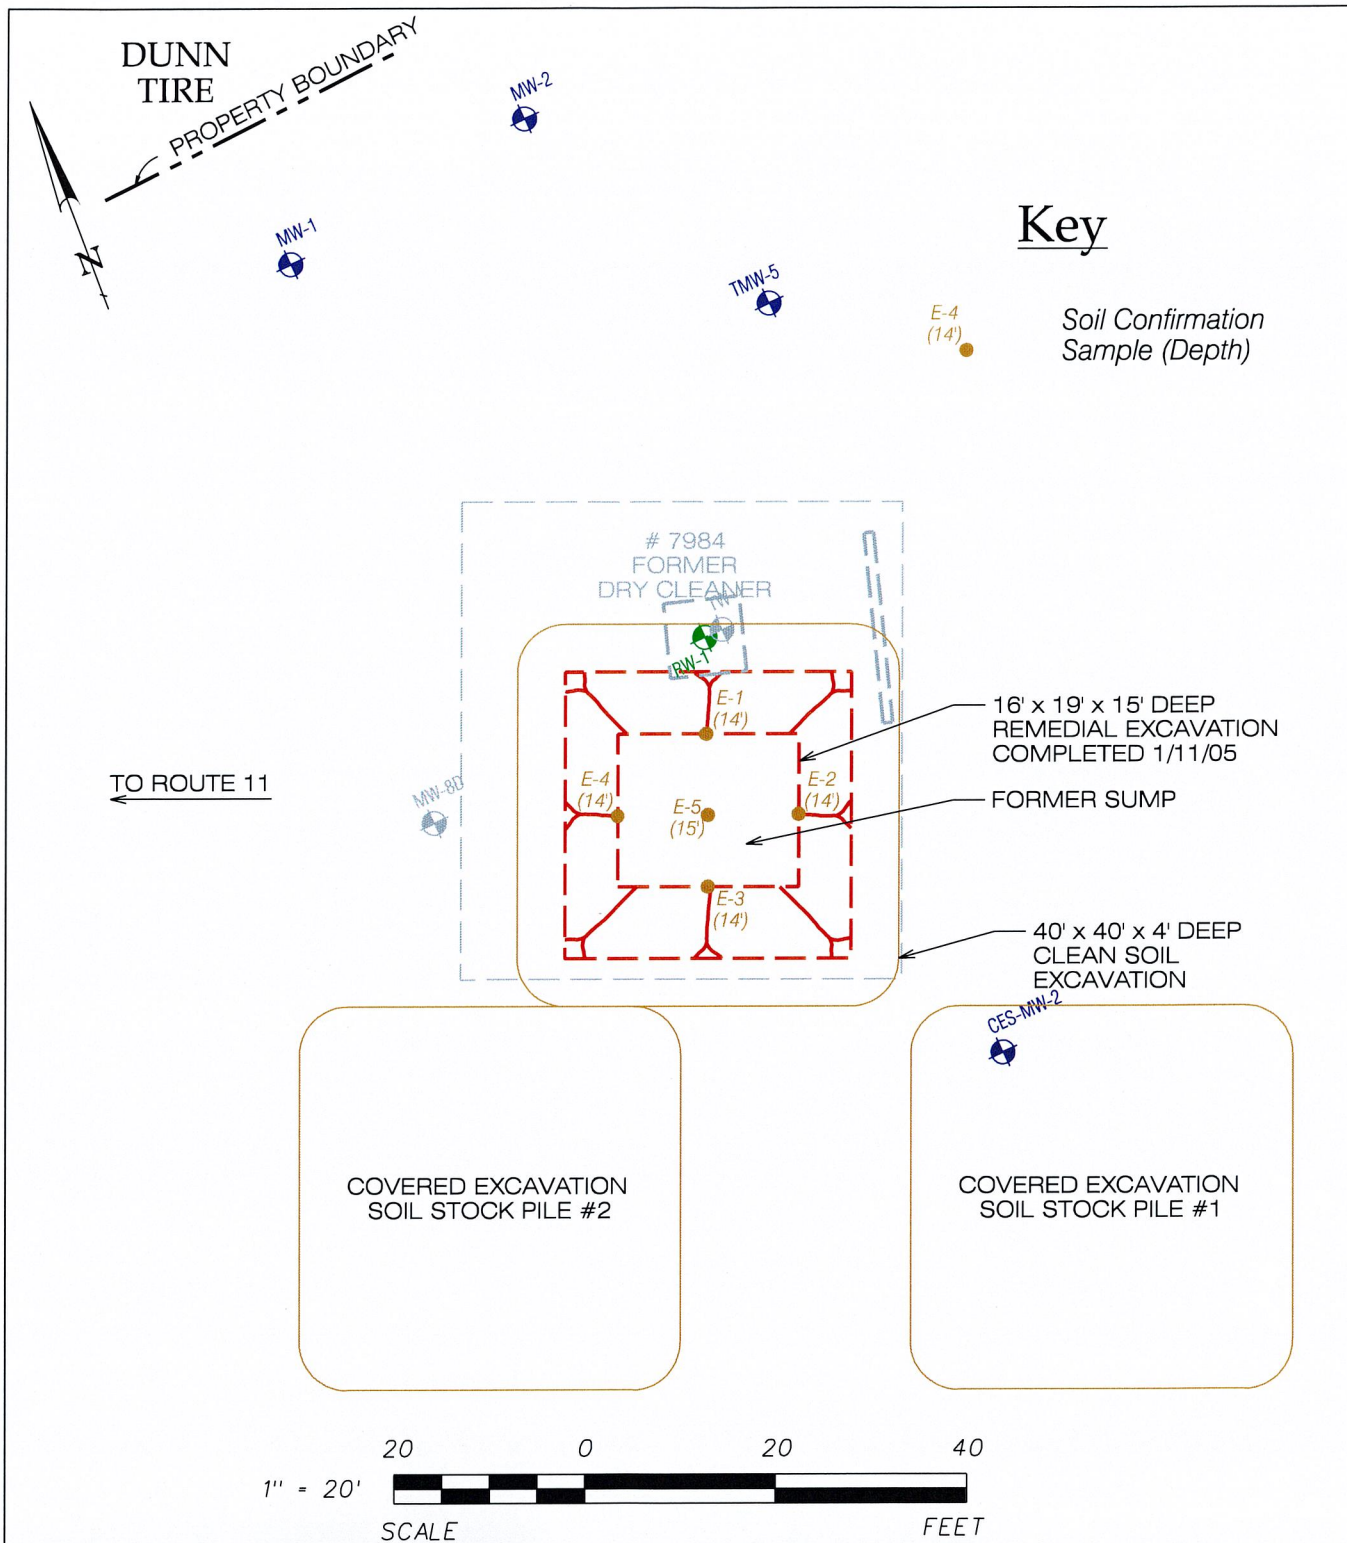 DUNN
TIRE
PROPERTY BOUNDARY
MW-2
N
MW-1
Key
TMW-5
E-4
(14')
Soil Confirmation
Sample (Depth)
# 7984
FORMER
DRY CLEANER
RW-1
E-1
(14')
16' x 19' x 15' DEEP
REMEDIAL EXCAVATION
COMPLETED 1/11/05
TO ROUTE 11
MW-8D
E-4
(14')
E-5
(15')
E-2
(14')
FORMER SUMP
E-3
(14')
40' x 40' x 4' DEEP
CLEAN SOIL
EXCAVATION
CES-MW-2
COVERED EXCAVATION
SOIL STOCK PILE #2
COVERED EXCAVATION
SOIL STOCK PILE #1
20 0 20 40
1" = 20'
SCALE FEET